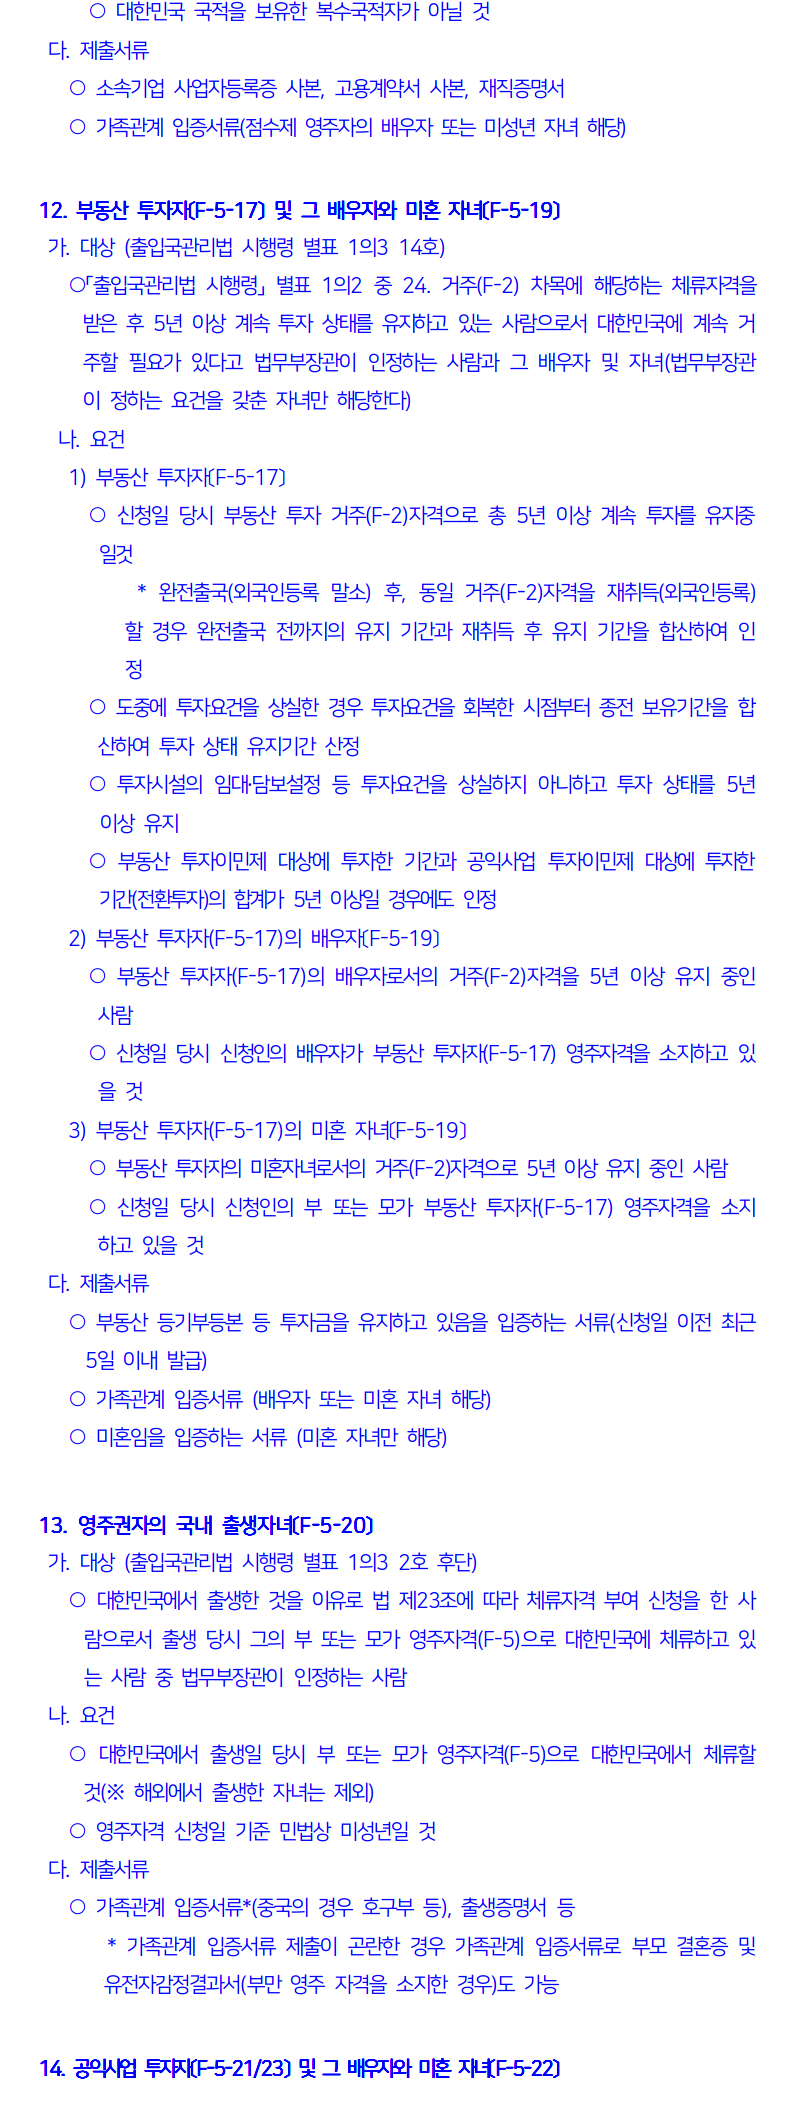 ○ 대한민국 국적을 보유한 복수국적자가 아닐 것
다. 제출서류
○ 소속기업 사업자등록증 사본, 고용계약서 사본, 재직증명서
○ 가족관계 입증서류(점수제 영주자의 배우자 또는 미성년 자녀 해당)
12. 부동산 투자자〔F-5-17〕 및 그 배우자와 미혼 자녀〔F-5-19〕
가. 대상 (출입국관리법 시행령 별표 1의3 14호)
○「출입국관리법 시행령」 별표 1의2 중 24. 거주(F-2) 차목에 해당하는 체류자격을
받은 후 5년 이상 계속 투자 상태를 유지하고 있는 사람으로서 대한민국에 계속 거
주할 필요가 있다고 법무부장관이 인정하는 사람과 그 배우자 및 자녀(법무부장관
이 정하는 요건을 갖춘 자녀만 해당한다)
나. 요건
1) 부동산 투자자〔F-5-17〕
○ 신청일 당시 부동산 투자 거주(F-2)자격으로 총 5년 이상 계속 투자를 유지중
일것
* 완전출국(외국인등록 말소) 후, 동일 거주(F-2)자격을 재취득(외국인등록)
할 경우 완전출국 전까지의 유지 기간과 재취득 후 유지 기간을 합산하여 인
정
○ 도중에 투자요건을 상실한 경우 투자요건을 회복한 시점부터 종전 보유기간을 합
산하여 투자 상태 유지기간 산정
○ 투자시설의 임대·담보설정 등 투자요건을 상실하지 아니하고 투자 상태를 5년
이상 유지
○ 부동산 투자이민제 대상에 투자한 기간과 공익사업 투자이민제 대상에 투자한
기간(전환투자)의 합계가 5년 이상일 경우에도 인정
2) 부동산 투자자(F-5-17)의 배우자〔F-5-19〕
○ 부동산 투자자(F-5-17)의 배우자로서의 거주(F-2)자격을 5년 이상 유지 중인
사람
○ 신청일 당시 신청인의 배우자가 부동산 투자자(F-5-17) 영주자격을 소지하고 있
을 것
3) 부동산 투자자(F-5-17)의 미혼 자녀〔F-5-19〕
○ 부동산 투자자의 미혼자녀로서의 거주(F-2)자격으로 5년 이상 유지 중인 사람
○ 신청일 당시 신청인의 부 또는 모가 부동산 투자자(F-5-17) 영주자격을 소지
하고 있을 것
다. 제출서류
○ 부동산 등기부등본 등 투자금을 유지하고 있음을 입증하는 서류(신청일 이전 최근
5일 이내 발급)
○ 가족관계 입증서류 (배우자 또는 미혼 자녀 해당)
○ 미혼임을 입증하는 서류 (미혼 자녀만 해당)
13. 영주권자의 국내 출생자녀〔F-5-20〕
가. 대상 (출입국관리법 시행령 별표 1의3 2호 후단)
○ 대한민국에서 출생한 것을 이유로 법 제23조에 따라 체류자격 부여 신청을 한 사
람으로서 출생 당시 그의 부 또는 모가 영주자격(F-5)으로 대한민국에 체류하고 있
는 사람 중 법무부장관이 인정하는 사람
나. 요건
○ 대한민국에서 출생일 당시 부 또는 모가 영주자격(F-5)으로 대한민국에서 체류할
것(※ 해외에서 출생한 자녀는 제외)
○ 영주자격 신청일 기준 민법상 미성년일 것
다. 제출서류
○ 가족관계 입증서류*(중국의 경우 호구부 등), 출생증명서 등
* 가족관계 입증서류 제출이 곤란한 경우 가족관계 입증서류로 부모 결혼증 및
유전자감정결과서(부만 영주 자격을 소지한 경우)도 가능
14. 공익사업 투자자〔F-5-21/23〕 및 그 배우자와 미혼 자녀〔F-5-22〕